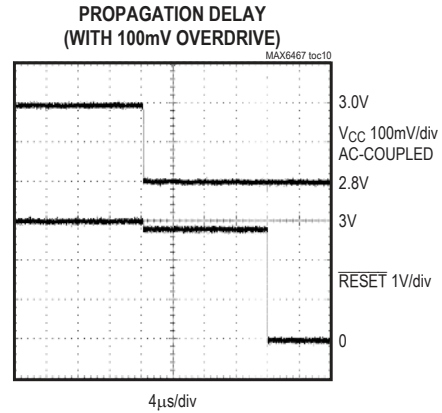 PROPAGATION DELAY
(WITH 100mV OVERDRIVE)
MAX6467 toc10
3.0V
VCC 100mV/div
AC-COUPLED
2.8V
3V
RESET 1V/div
0
4µs/div